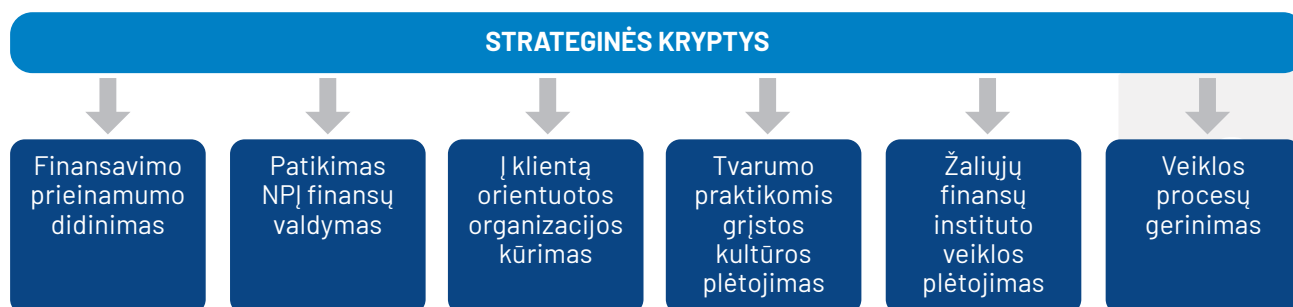 STRATEGINĖS KRYPTYS
Finansavimo
prieinamumo
didinimas
Patikimas
NPĮ finansų
valdymas
Į klientą
orientuotos
organizacijos
kūrimas
Tvarumo
praktikomis
grįstos
kultūros
plėtojimas
Žaliųjų
finansų
instituto
veiklos
plėtojimas
Veiklos
procesų
gerinimas